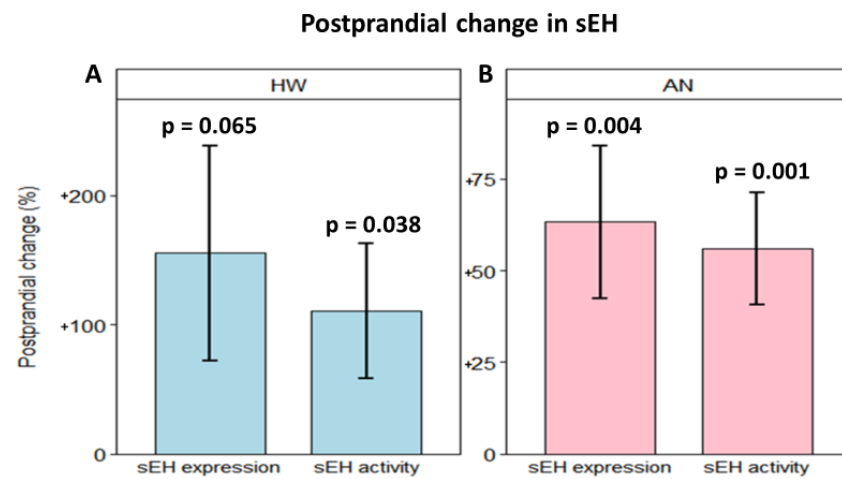 Postprandial change in sEH
A
HW
p = 0.065
p = 0.038
Postprandial change (%)
+200
+100
0
sEH expression
sEH activity
B
AN
p = 0.004
p = 0.001
+75
+50
+25
0
sEH expression
sEH activity